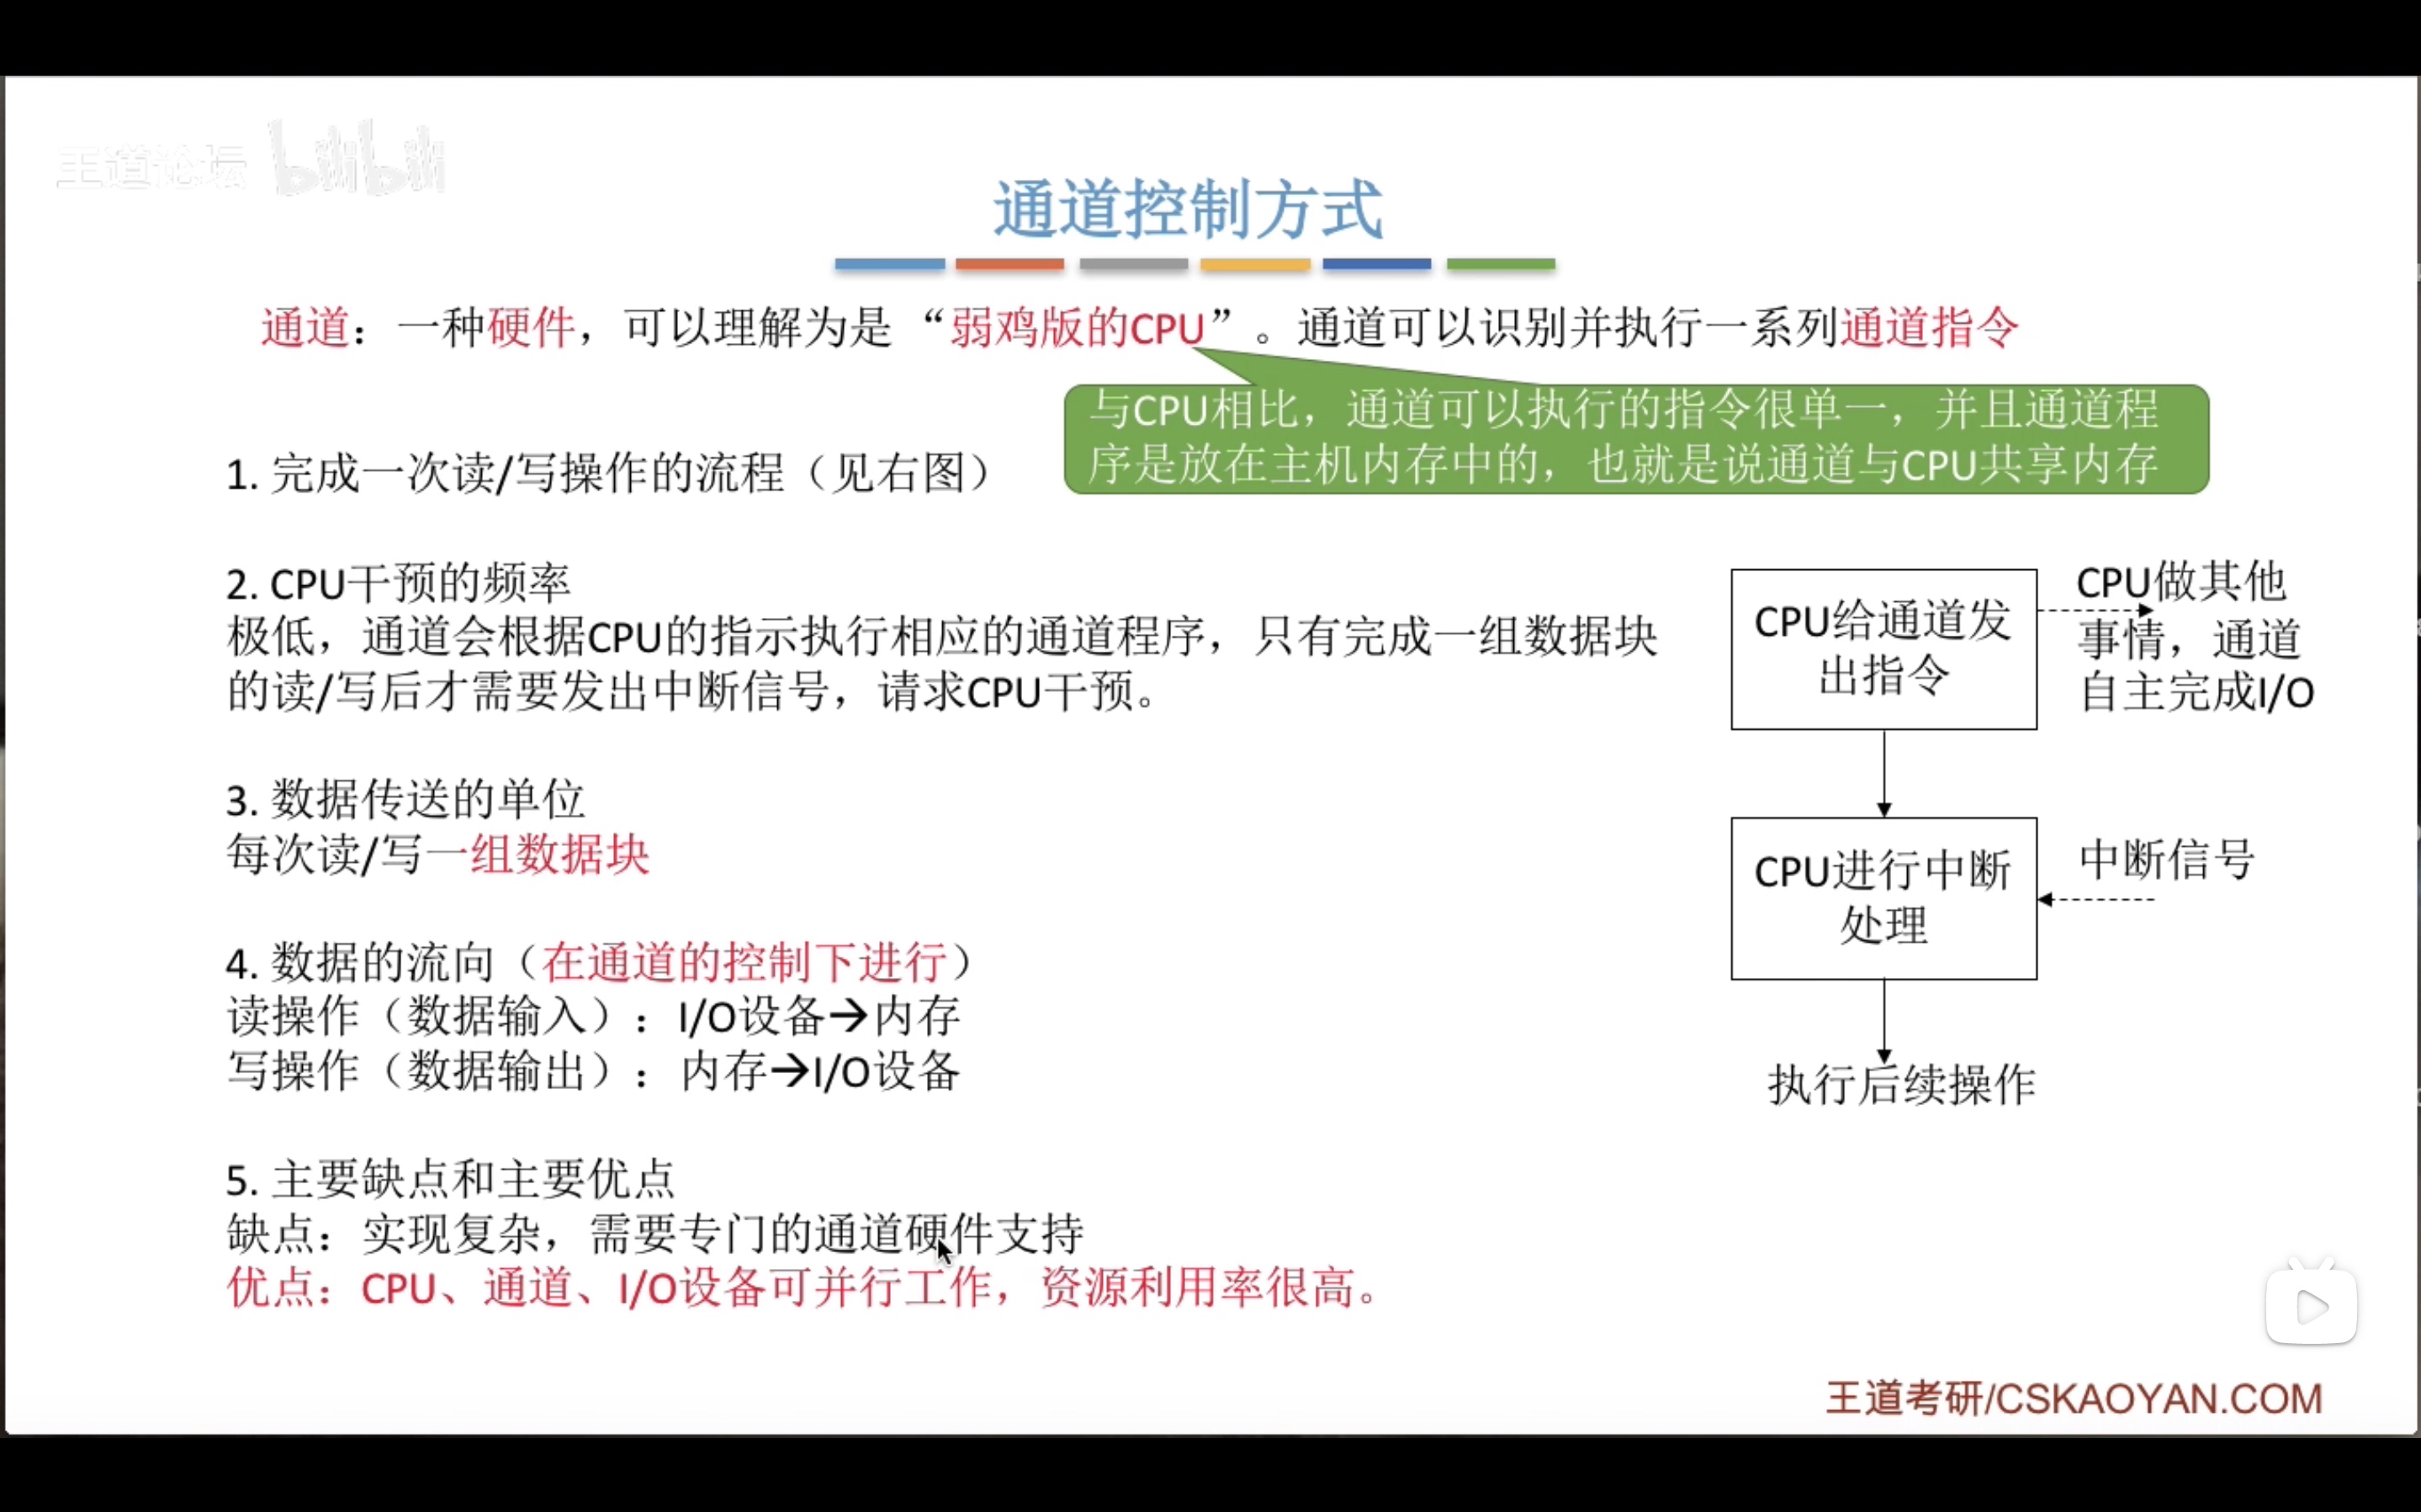 王道论坛 bilibili
通道控制方式
通道：一种硬件，可以理解为是“弱鸡版的CPU”。通道可以识别并执行一系列通道指令
与CPU相比，通道可以执行的指令很单一，并且通道程
序是放在主机内存中的，也就是说通道与CPU共享内存
1. 完成一次读/写操作的流程（见右图）
2. CPU干预的频率
极低，通道会根据CPU的指示执行相应的通道程序，只有完成一组数据块
的读/写后才需要发出中断信号，请求CPU干预。
3. 数据传送的单位
每次读/写一组数据块
4. 数据的流向（在通道的控制下进行）
读操作（数据输入）：I/O设备→内存
写操作（数据输出）：内存→I/O设备
5. 主要缺点和主要优点
缺点：实现复杂，需要专门的通道硬件支持
优点：CPU、通道、I/O设备可并行工作，资源利用率很高。
CPU给通道发
出指令
CPU做其他
事情，通道
自主完成I/O
CPU进行中断
处理
中断信号
执行后续操作
王道考研/CSKAOYAN.COM